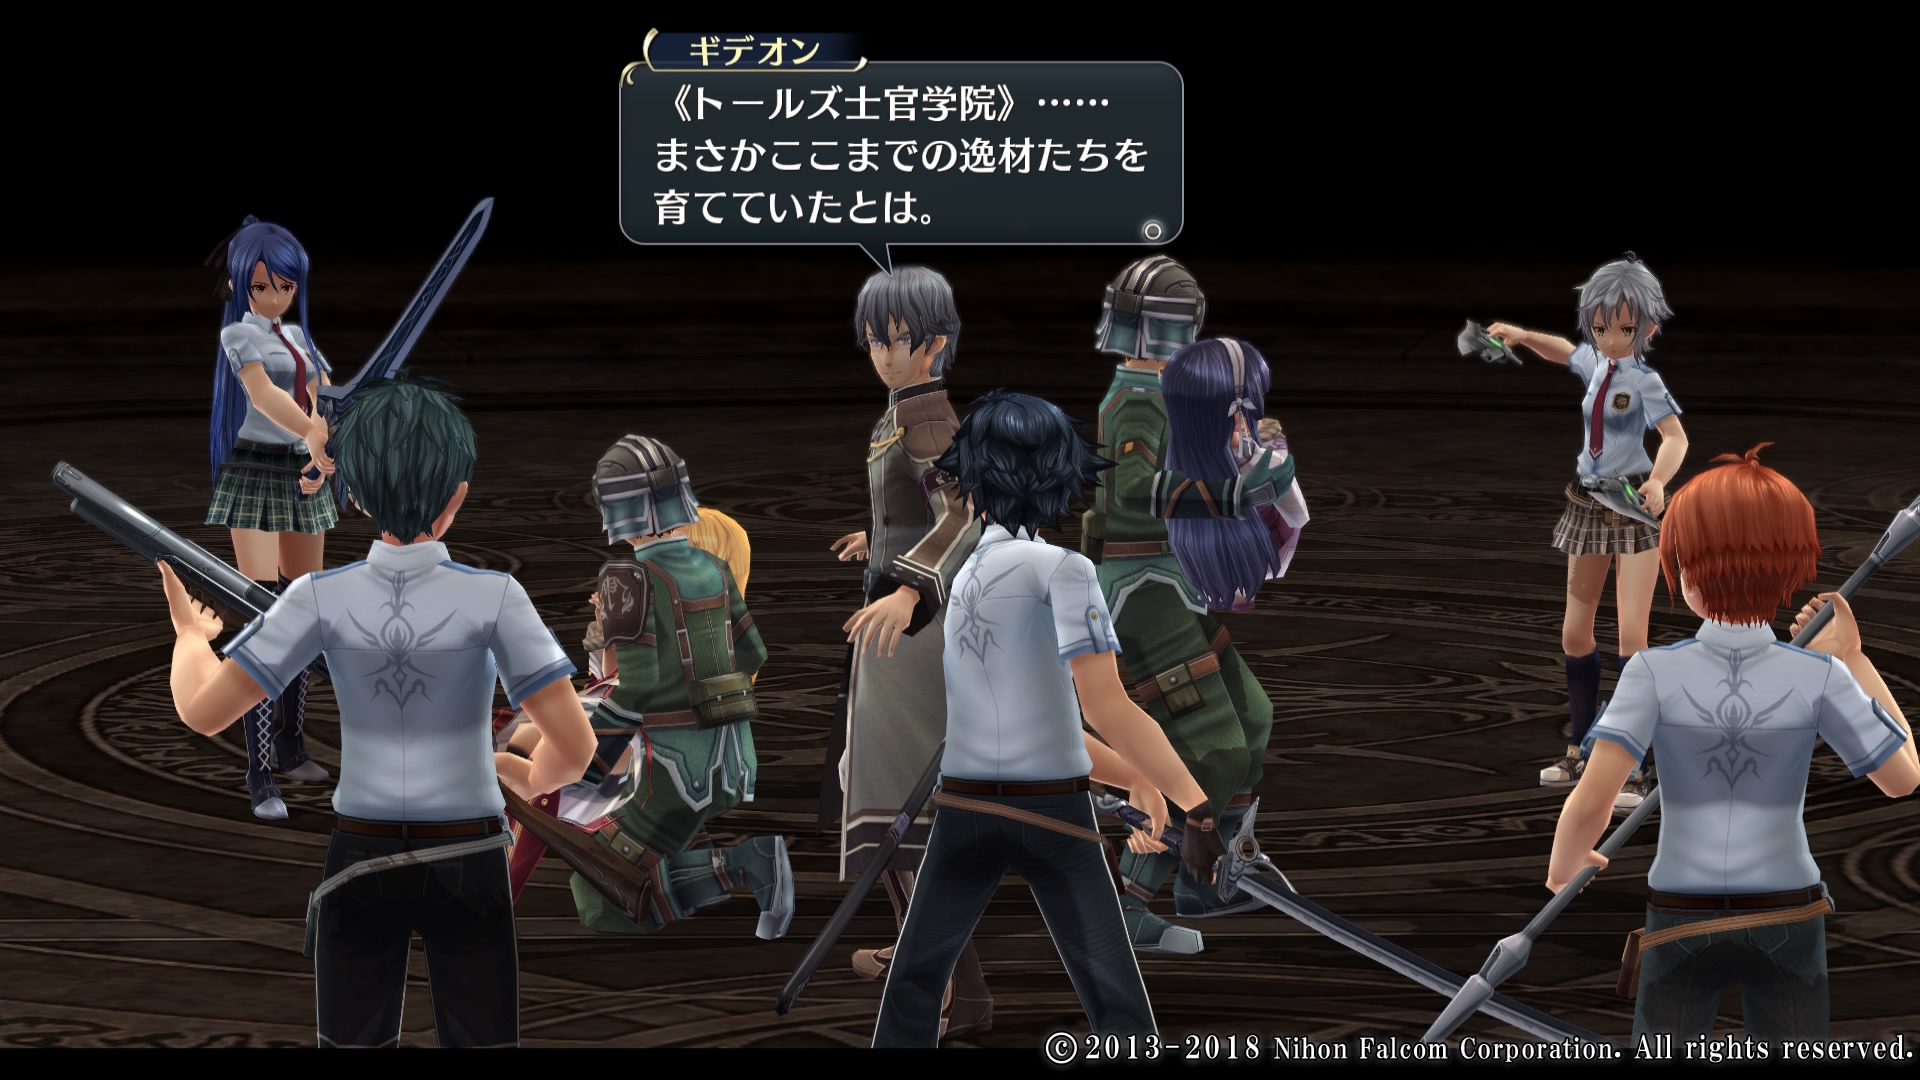 ギデオン
《トールズ士官学院》……
まさかここまでの逸材たちを
育てていたとは。
©2013-2018 Nihon Falcom Corporation. All rights reserved.